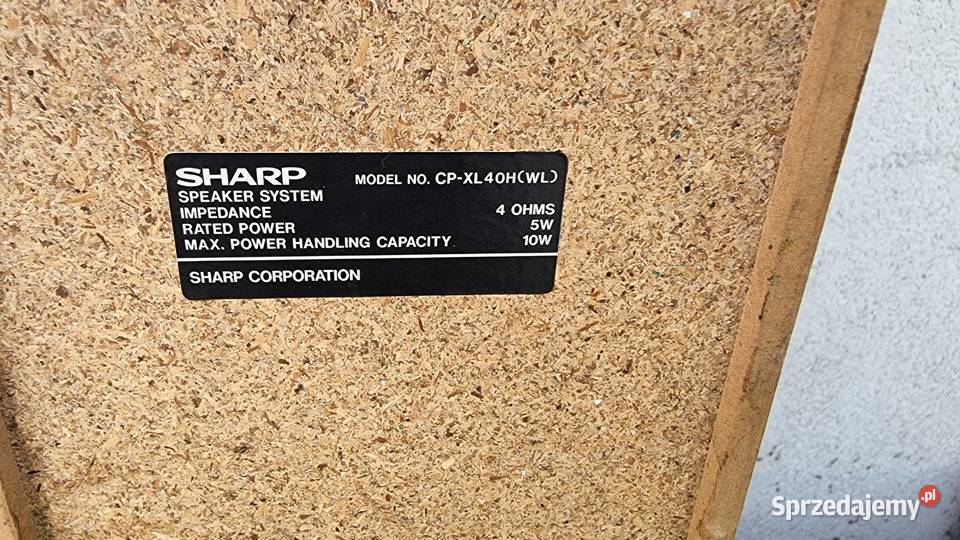 SHARP MODEL NO. CP-XL40H(WL)
SPEAKER SYSTEM
IMPEDANCE 4 OHMS
RATED POWER 5W
MAX. POWER HANDLING CAPACITY 10W
SHARP CORPORATION
Sprzedajemy.pl